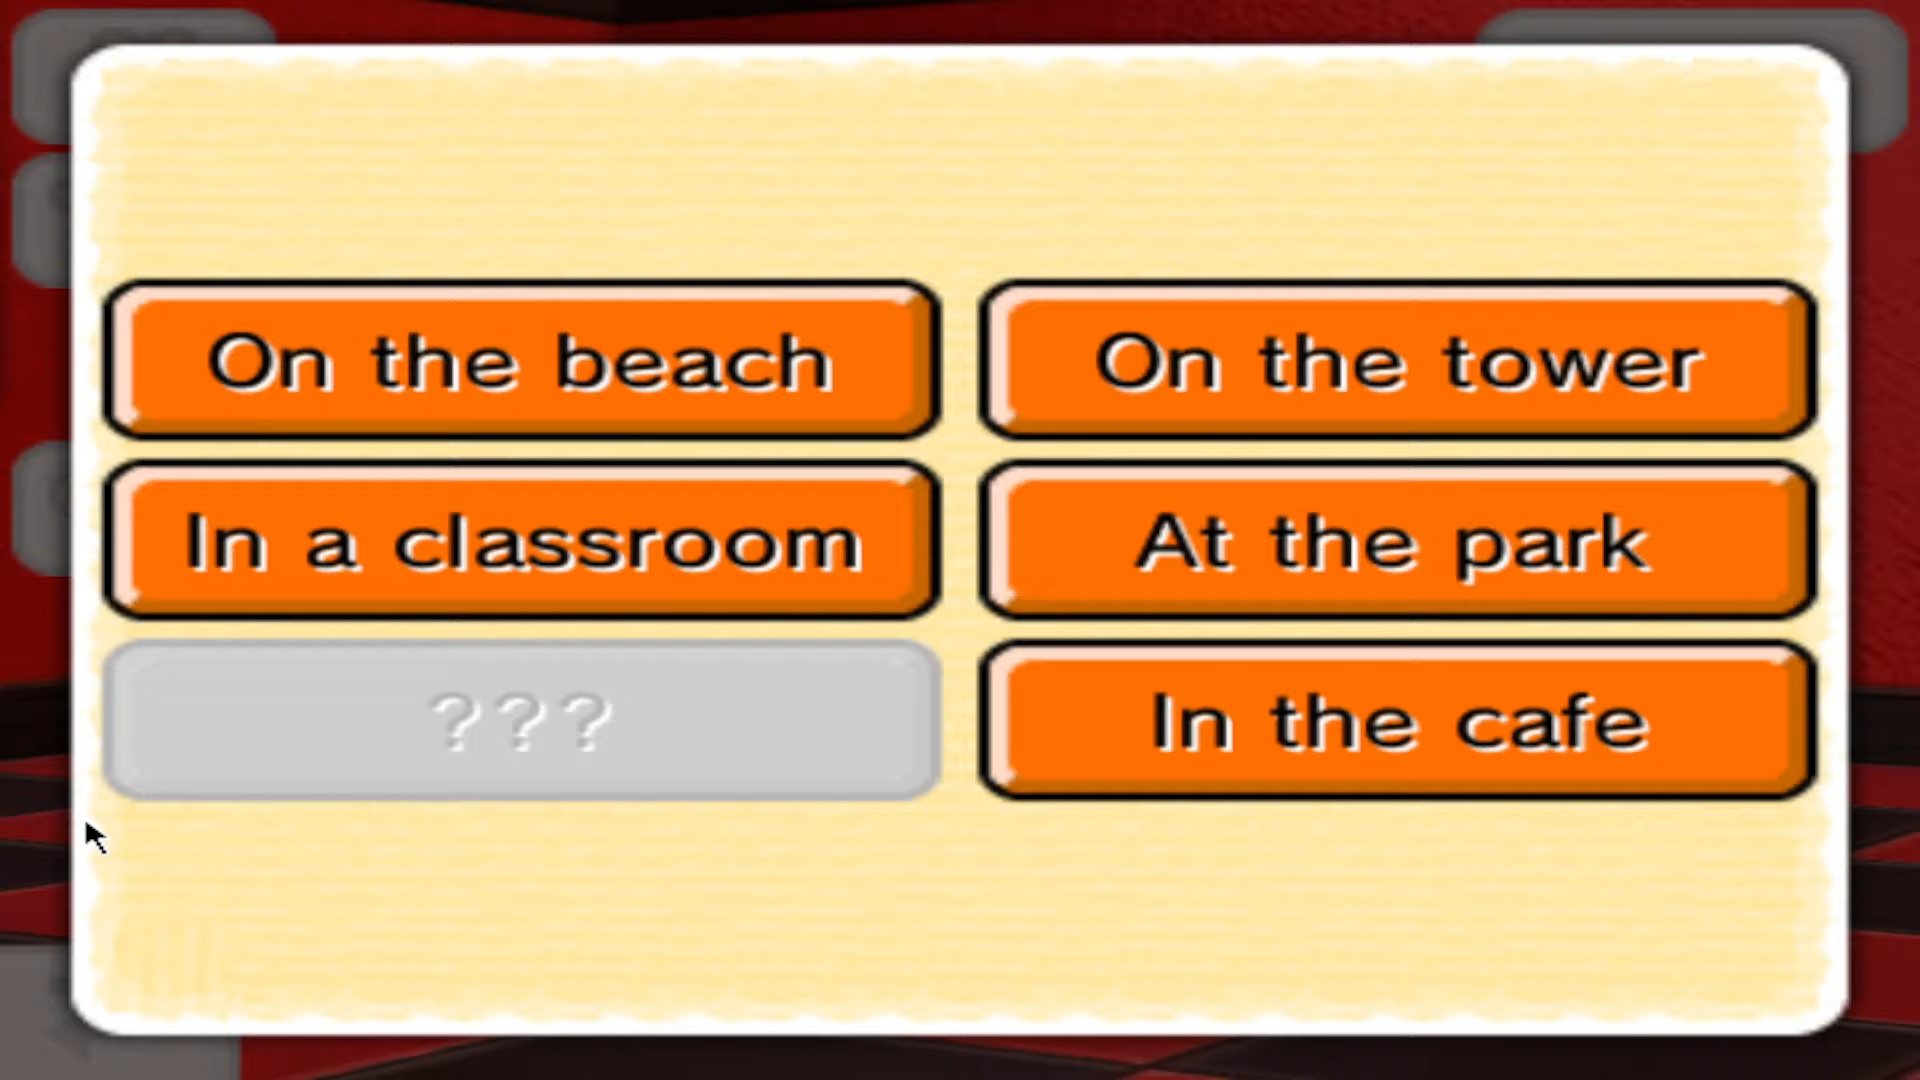 On the beach
On the tower
In a classroom
At the park
???
In the cafe